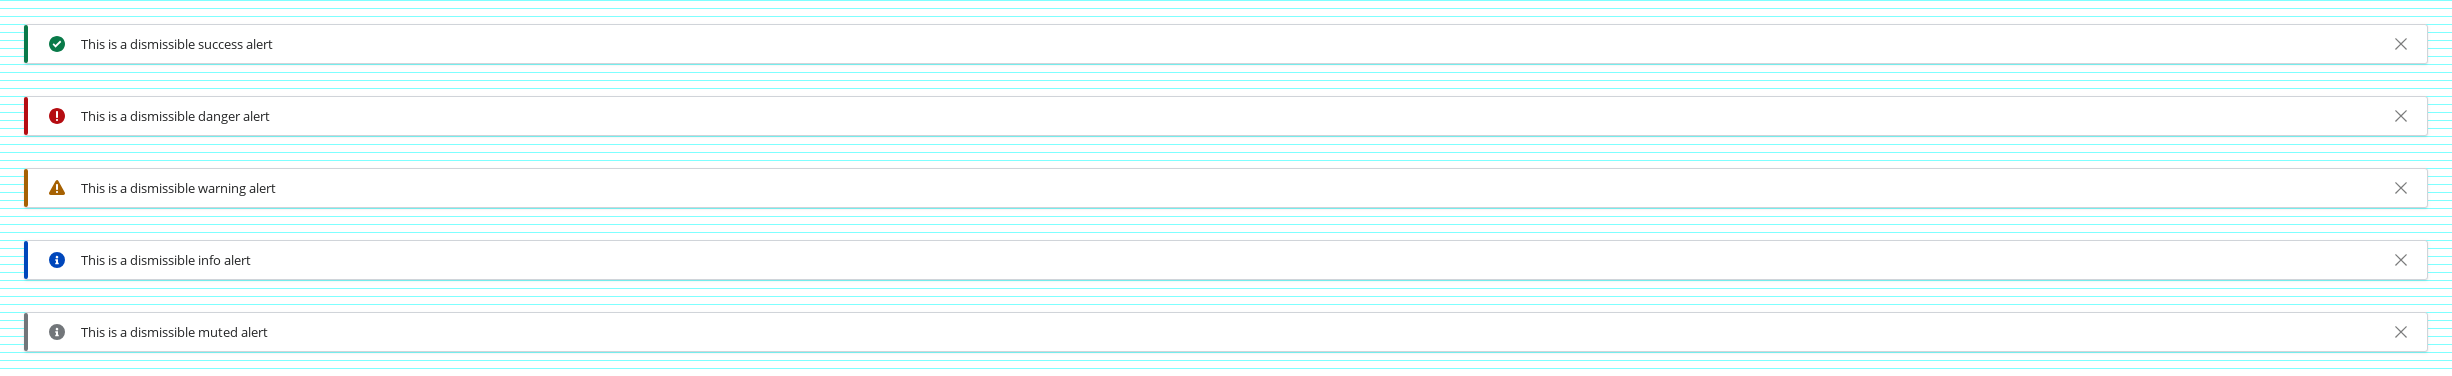 This is a dismissible success alert
This is a dismissible danger alert
This is a dismissible warning alert
This is a dismissible info alert
This is a dismissible muted alert